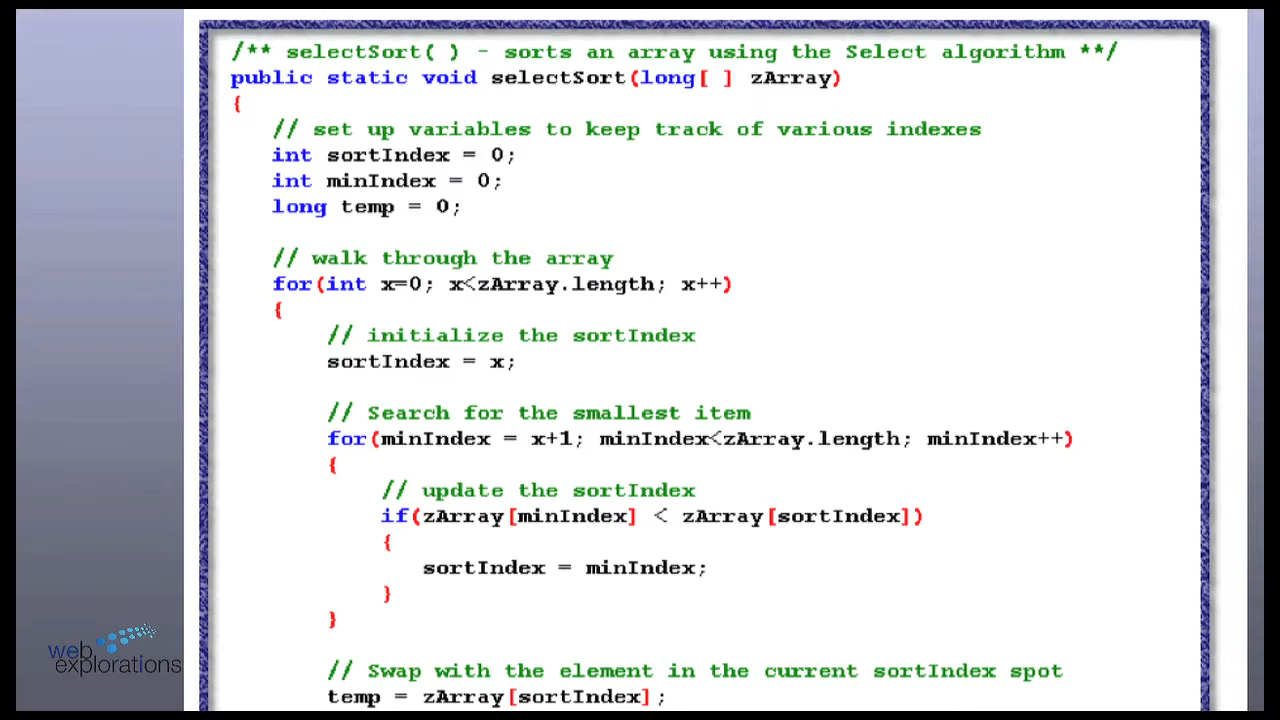 /** selectSort( ) - sorts an array using the Select algorithm **/
public static void selectSort(long[ ] zArray)
{
// set up variables to keep track of various indexes
int sortIndex = 0;
int minIndex = 0;
long temp = 0;
// walk through the array
for(int x=0; x<zArray.length; x++)
{
// initialize the sortIndex
sortIndex = x;
// Search for the smallest item
for(minIndex = x+1; minIndex<zArray.length; minIndex++)
{
// update the sortIndex
if(zArray[minIndex] < zArray[sortIndex])
{
sortIndex = minIndex;
}
}
// Swap with the element in the current sortIndex spot
temp = zArray[sortIndex];
web
explorations